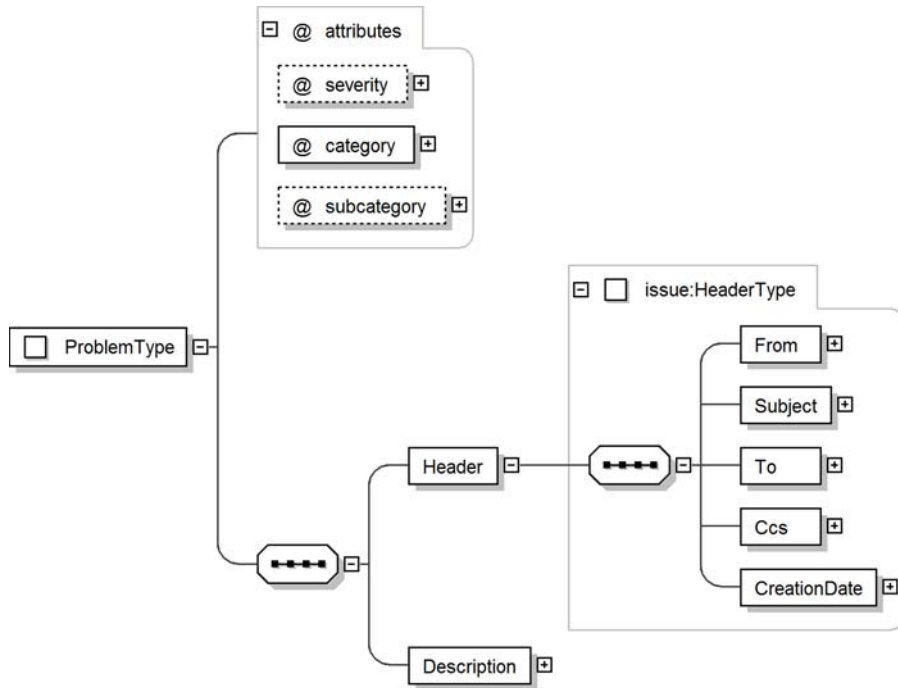 @ attributes
@ severity
@ category
@ subcategory
issue:HeaderType
ProblemType
From
Subject
To
Header
Ccs
CreationDate
Description